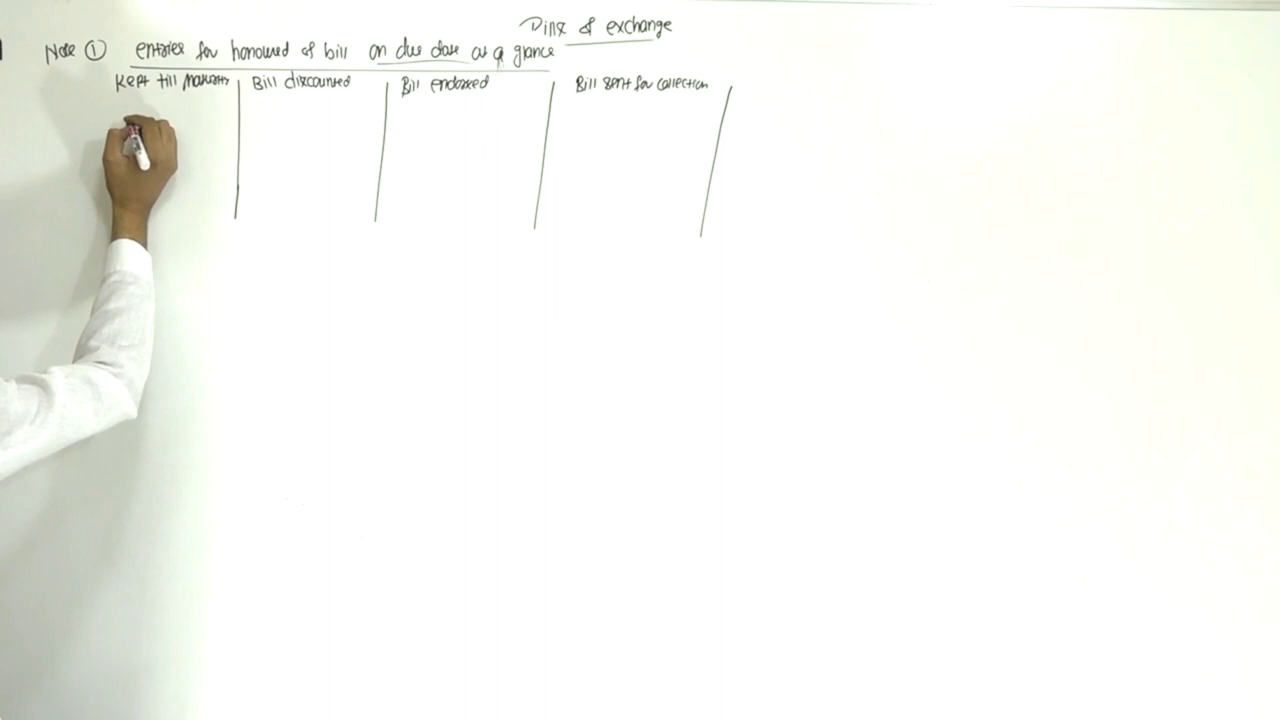 Bills of exchange
Note ① entries for honoured of bill on due date at a glance
Kept till maturity Bill discounted Bill endorsed Bill sent for collection